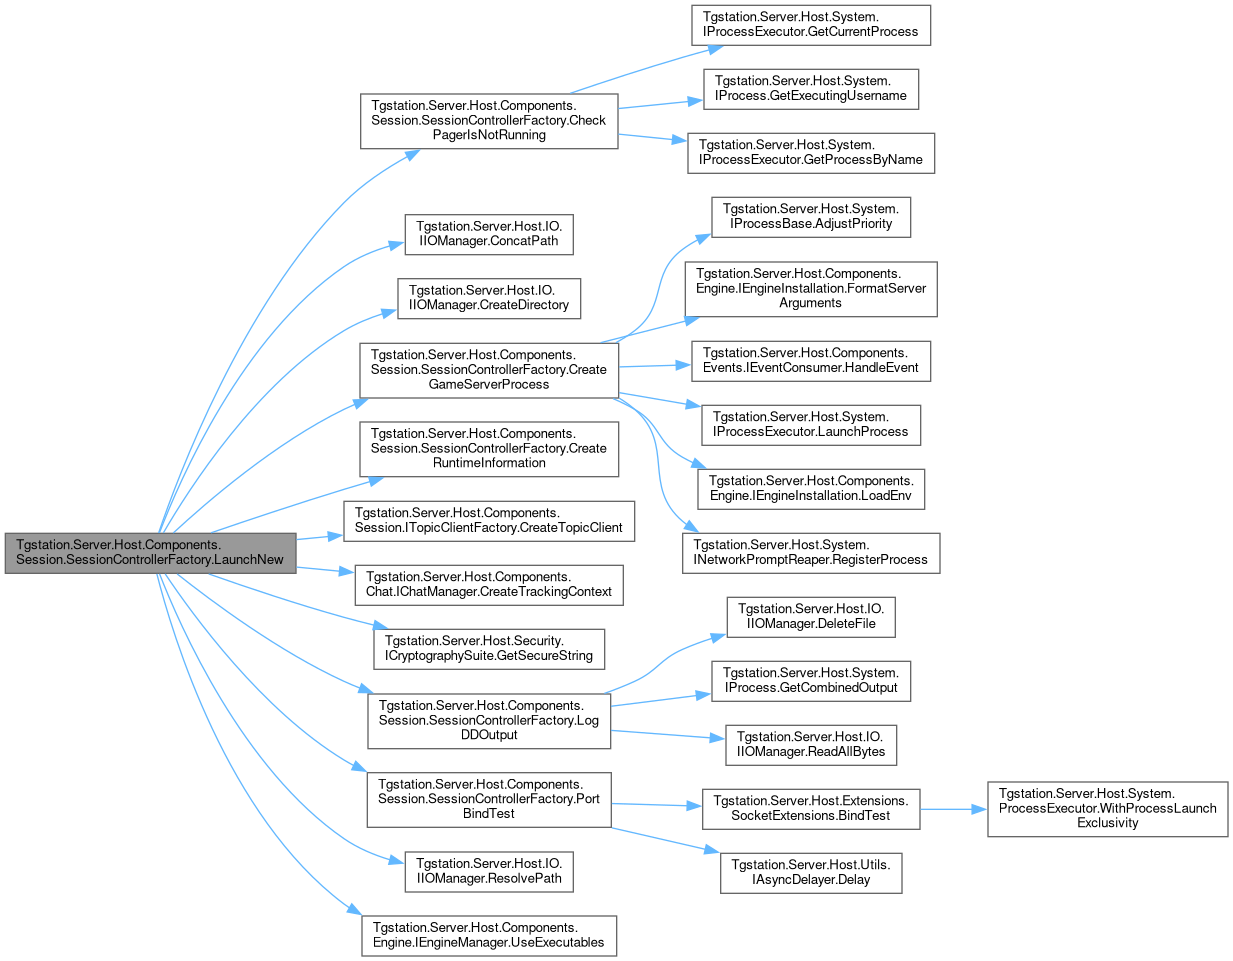 Tgstation.Server.Host.System.
IProcessExecutor.GetCurrentProcess
Tgstation.Server.Host.System.
IProcess.GetExecutingUsername
Tgstation.Server.Host.Components.
Session.SessionControllerFactory.Check
PagerIsNotRunning
Tgstation.Server.Host.System.
IProcessExecutor.GetProcessByName
Tgstation.Server.Host.System.
IProcessBase.AdjustPriority
Tgstation.Server.Host.IO.
IIOManager.ConcatPath
Tgstation.Server.Host.Components.
Engine.IEngineInstallation.FormatServer
Arguments
Tgstation.Server.Host.IO.
IIOManager.CreateDirectory
Tgstation.Server.Host.Components.
Events.IEventConsumer.HandleEvent
Tgstation.Server.Host.Components.
Session.SessionControllerFactory.Create
GameServerProcess
Tgstation.Server.Host.System.
IProcessExecutor.LaunchProcess
Tgstation.Server.Host.Components.
Session.SessionControllerFactory.Create
RuntimeInformation
Tgstation.Server.Host.Components.
Engine.IEngineInstallation.LoadEnv
Tgstation.Server.Host.Components.
Session.ITopicClientFactory.CreateTopicClient
Tgstation.Server.Host.System.
INetworkPromptReaper.RegisterProcess
Tgstation.Server.Host.Components.
Session.SessionControllerFactory.LaunchNew
Tgstation.Server.Host.Components.
Chat.IChatManager.CreateTrackingContext
Tgstation.Server.Host.IO.
IIOManager.DeleteFile
Tgstation.Server.Host.Security.
ICryptographySuite.GetSecureString
Tgstation.Server.Host.System.
IProcess.GetCombinedOutput
Tgstation.Server.Host.Components.
Session.SessionControllerFactory.Log
DDOutput
Tgstation.Server.Host.IO.
IIOManager.ReadAllBytes
Tgstation.Server.Host.Components.
Session.SessionControllerFactory.Port
BindTest
Tgstation.Server.Host.Extensions.
SocketExtensions.BindTest
Tgstation.Server.Host.System.
ProcessExecutor.WithProcessLaunch
Exclusivity
Tgstation.Server.Host.IO.
IIOManager.ResolvePath
Tgstation.Server.Host.Utils.
IAsyncDelayer.Delay
Tgstation.Server.Host.Components.
Engine.IEngineManager.UseExecutables